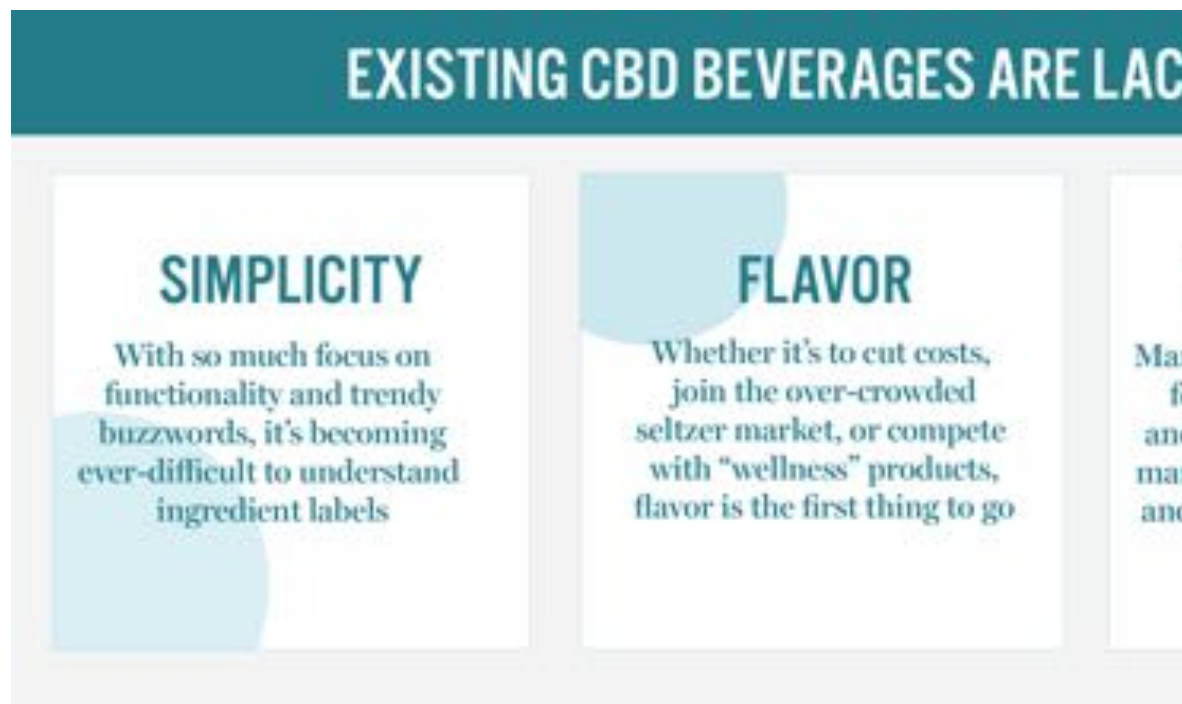 EXISTING CBD BEVERAGES ARE
SIMPLICITY
With so much focus on
functionality and trendy
buzzwords, it's becoming
ever-difficult to understand
ingredient labels
FLAVOR
Whether it's to cut costs,
join the over-crowded
seltzer market, or compete
with “wellness” products,
flavor is the first thing to go